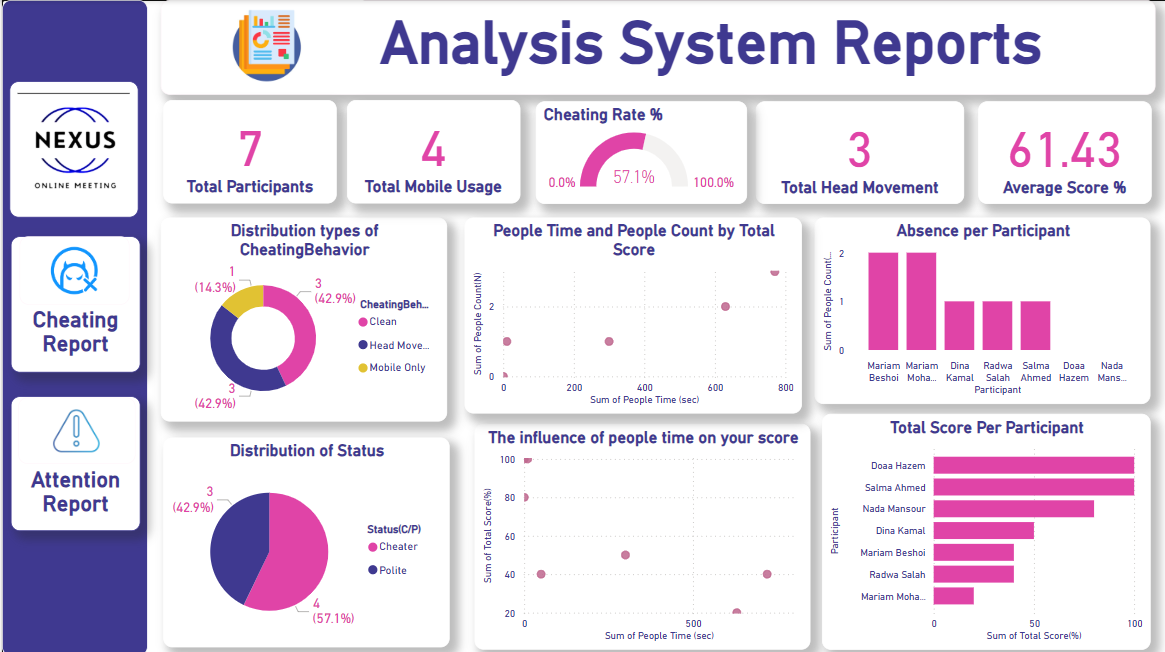 Analysis System Reports
NEXUS
ONLINE MEETING
Cheating
Report
Attention
Report
7
Total Participants
4
Total Mobile Usage
Cheating Rate %
0.0%
57.1%
100.0%
3
Total Head Movement
61.43
Average Score %
Distribution types of
CheatingBehavior
1
(14.3%)
3
(42.9%)
3
(42.9%)
CheatingBeh...
Clean
Head Move...
Mobile Only
People Time and People Count by Total
Score
Sum of People Count(N)
2
0
0
200
400
600
800
Sum of People Time (sec)
Absence per Participant
Sum of People Count(...
2
1
0
Mariam
Beshoi
Mariam
Moha...
Dina
Kamal
Radwa
Salah
Salma
Ahmed
Doaa
Hazem
Nada
Mans...
Participant
Distribution of Status
3
(42.9%)
4
(57.1%)
Status(C/P)
Cheater
Polite
The influence of people time on your score
Sum of Total Score(%)
100
80
60
40
20
0
500
Sum of People Time (sec)
Total Score Per Participant
Participant
Doaa Hazem
Salma Ahmed
Nada Mansour
Dina Kamal
Mariam Beshoi
Radwa Salah
Mariam Moha...
0
50
100
Sum of Total Score(%)